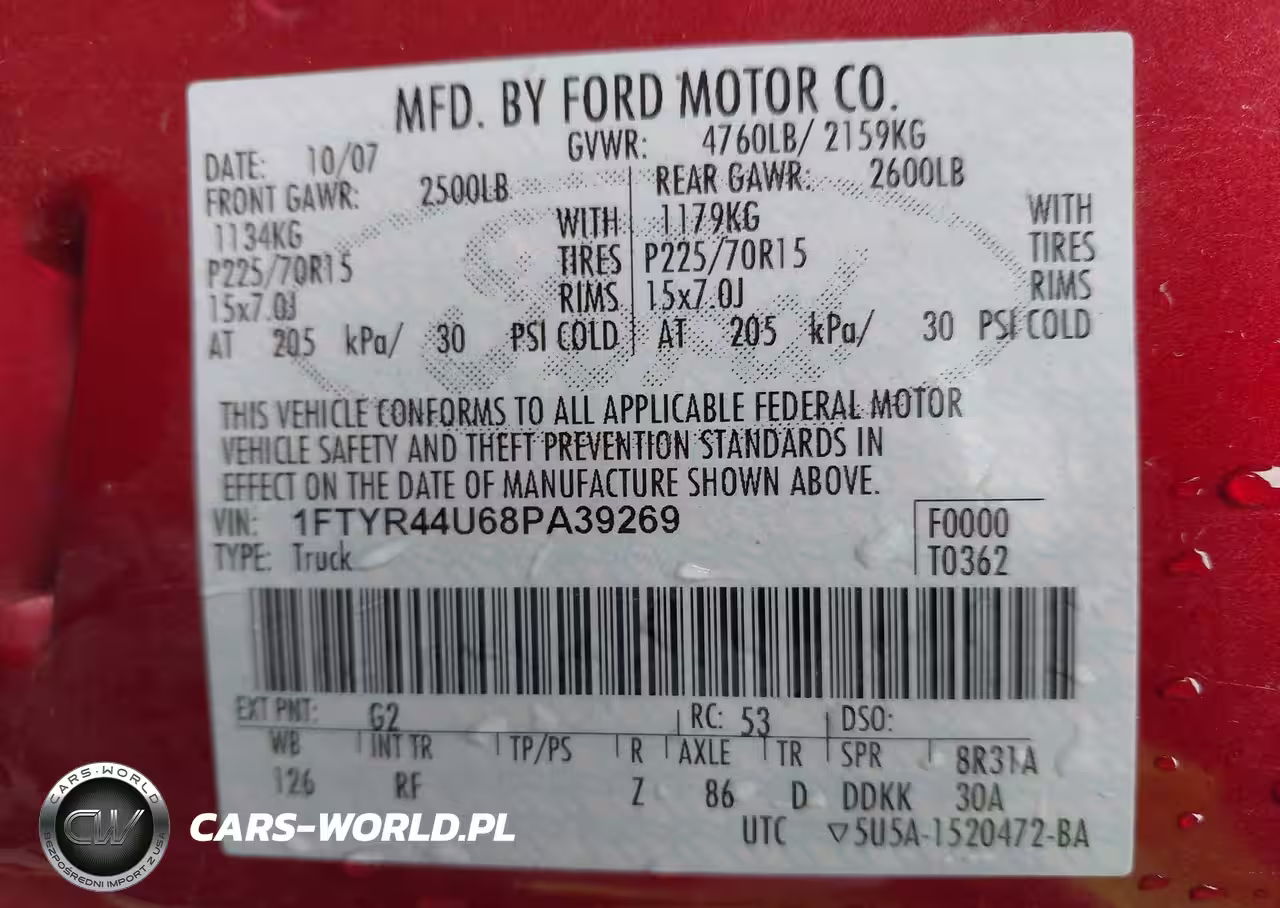 MFD. BY FORD MOTOR CO.
DATE: 10/07 GVWR: 4760LB/ 2159KG
FRONT GAWR: 2500LB REAR GAWR: 2600LB
1134KG WITH 1179KG WITH
P225/70R15 TIRES P225/70R15 TIRES
15x7.0J RIMS 15x7.0J RIMS
AT 205 kPa/ 30 PSI COLD AT 205 kPa/ 30 PSI COLD
THIS VEHICLE CONFORMS TO ALL APPLICABLE FEDERAL MOTOR
VEHICLE SAFETY AND THEFT PREVENTION STANDARDS IN
EFFECT ON THE DATE OF MANUFACTURE SHOWN ABOVE.
VIN: 1FTYR44U68PA39269 F0000
TYPE: Truck T0362
EXT PNT: G2 RC: 53 DSO:
WB INT TR TP/PS R AXLE TR SPR 8R31A
126 RF Z 86 D DDKK 30A
UTC ▽5U5A-1520472-BA
CARS-WORLD
CW
BEZPOŚREDNI IMPORT Z USA
CARS-WORLD.PL